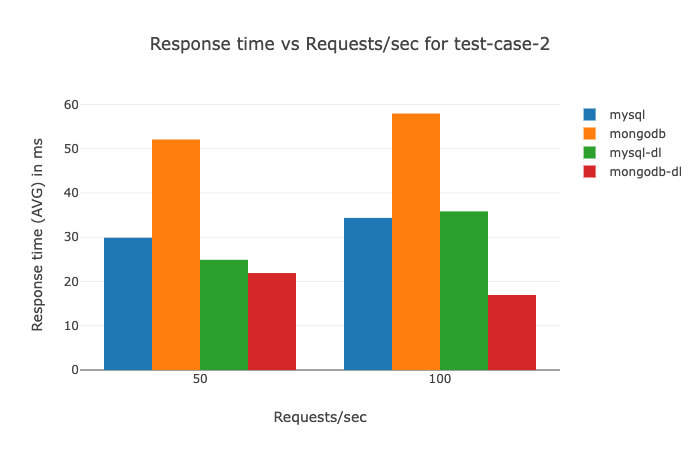 Response time vs Requests/sec for test-case-2
Response time (AVG) in ms
60
50
40
30
20
10
0
50
100
Requests/sec
mysql
mongodb
mysql-dl
mongodb-dl